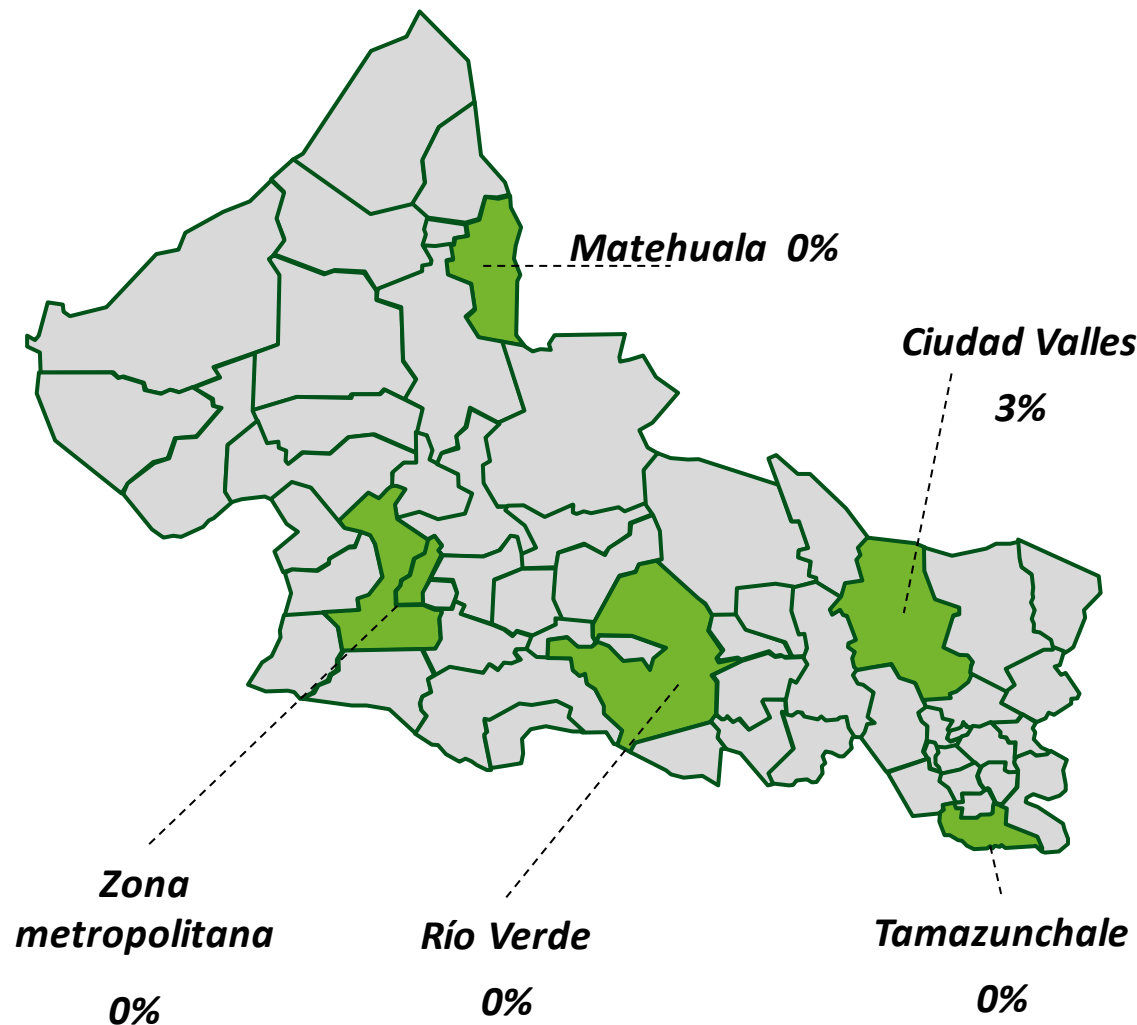 Matehuala 0%
Ciudad Valles
3%
Zona
metropolitana
0%
Río Verde
0%
Tamazunchale
0%